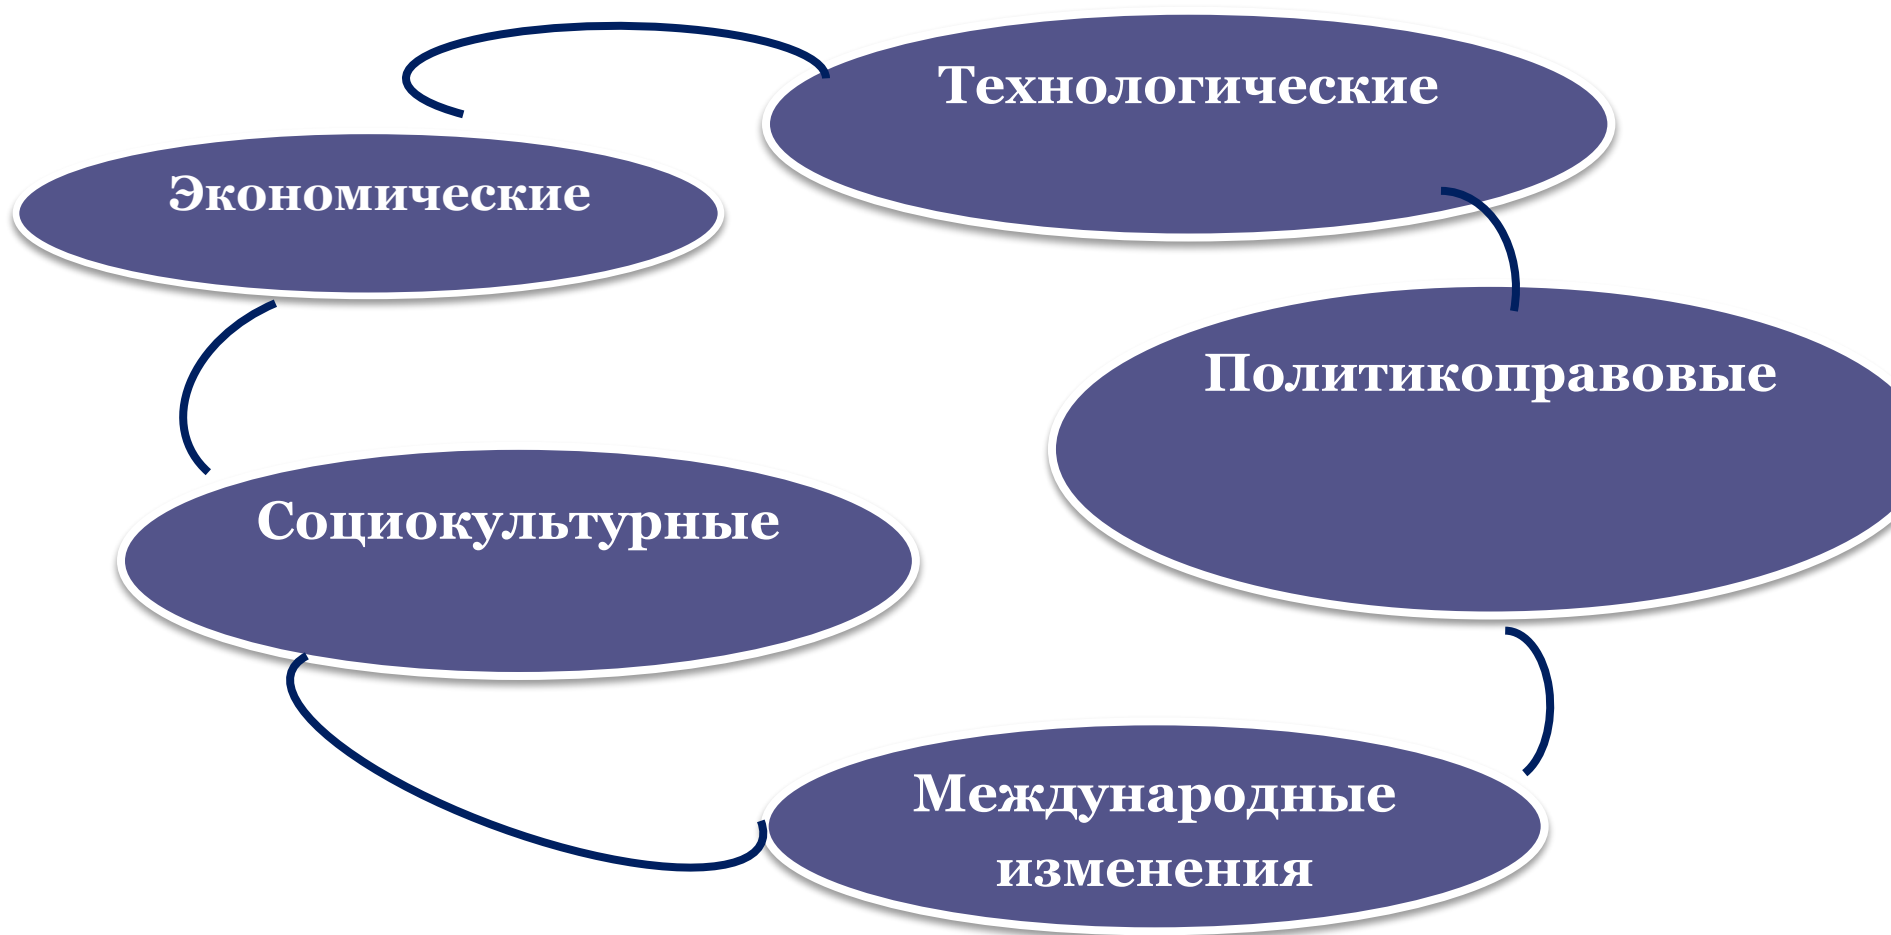 Технологические
Экономические
Политикоправовые
Социокультурные
Международные
изменения